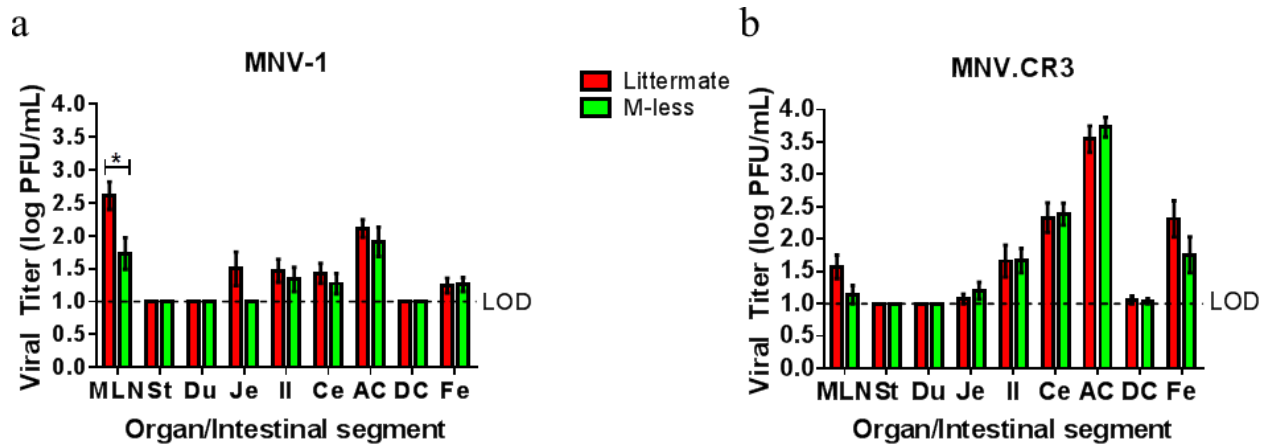 a
MNV-1
Viral Titer (log PFU/mL)
4.0
3.5
3.0
2.5
2.0
1.5
1.0
0.5
0.0
*
LOD
MLN St Du Je Il Ce AC DC Fe
Organ/Intestinal segment
Littermate
M-less
b
MNV.CR3
Viral Titer (log PFU/mL)
4.0
3.5
3.0
2.5
2.0
1.5
1.0
0.5
0.0
LOD
MLN St Du Je Il Ce AC DC Fe
Organ/Intestinal segment